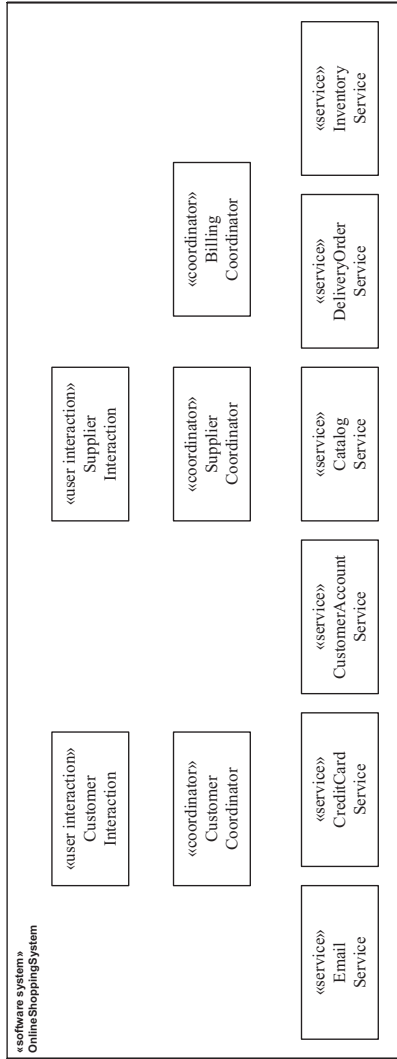 «software system»
OnlineShoppingSystem
«user interaction»
Customer
Interaction
«user interaction»
Supplier
Interaction
«coordinator»
Customer
Coordinator
«coordinator»
Supplier
Coordinator
«coordinator»
Billing
Coordinator
«service»
Email
Service
«service»
CreditCard
Service
«service»
CustomerAccount
Service
«service»
Catalog
Service
«service»
DeliveryOrder
Service
«service»
Inventory
Service